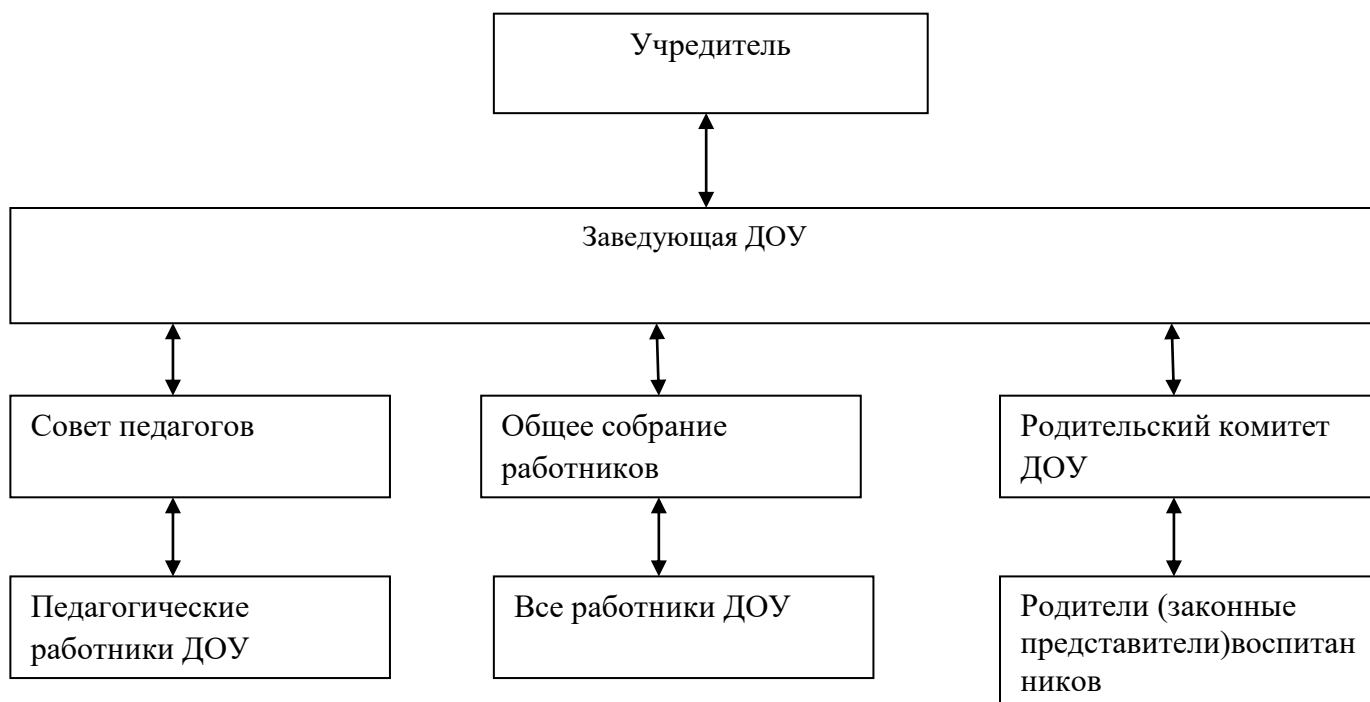 Учредитель
Заведующая ДОУ
Совет педагогов
Общее собрание
работников
Родительский комитет
ДОУ
Педагогические
работники ДОУ
Все работники ДОУ
Родители (законные
представители)воспитан
ников